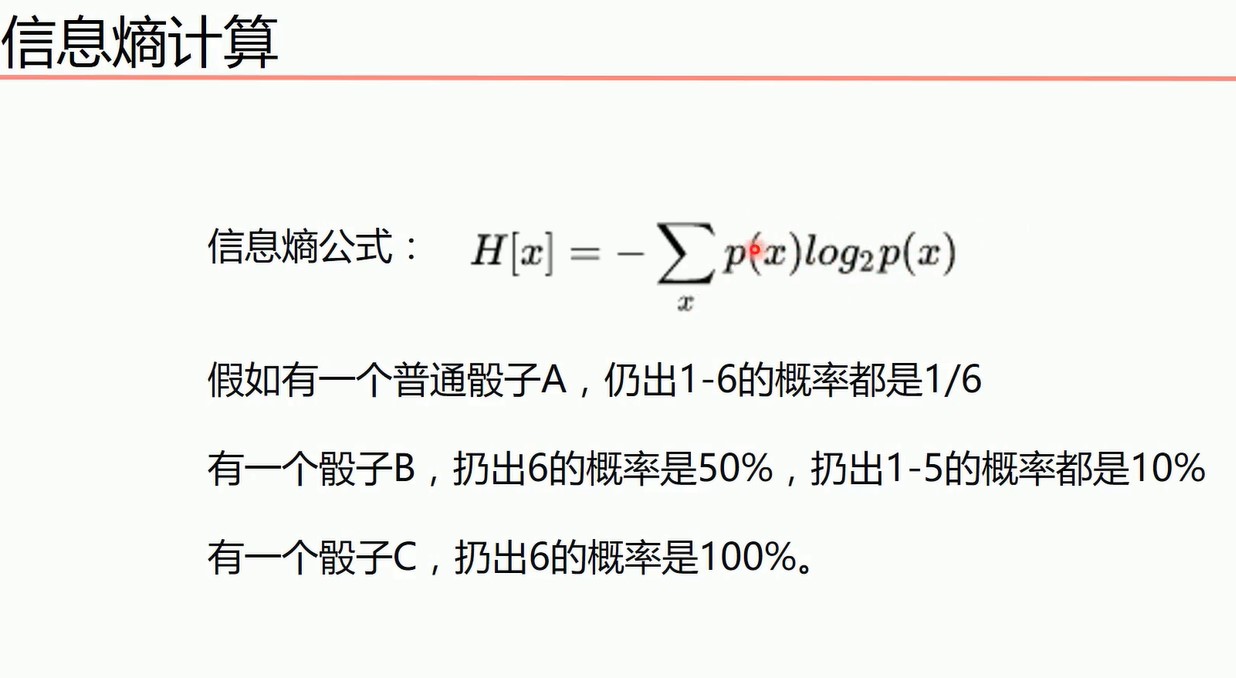 信息熵计算
信息熵公式： H[x] = − ∑ₓ p(x)log₂p(x)
假如有一个普通骰子A，仍出1-6的概率都是1/6
有一个骰子B，扔出6的概率是50%，扔出1-5的概率都是10%
有一个骰子C，扔出6的概率是100%。